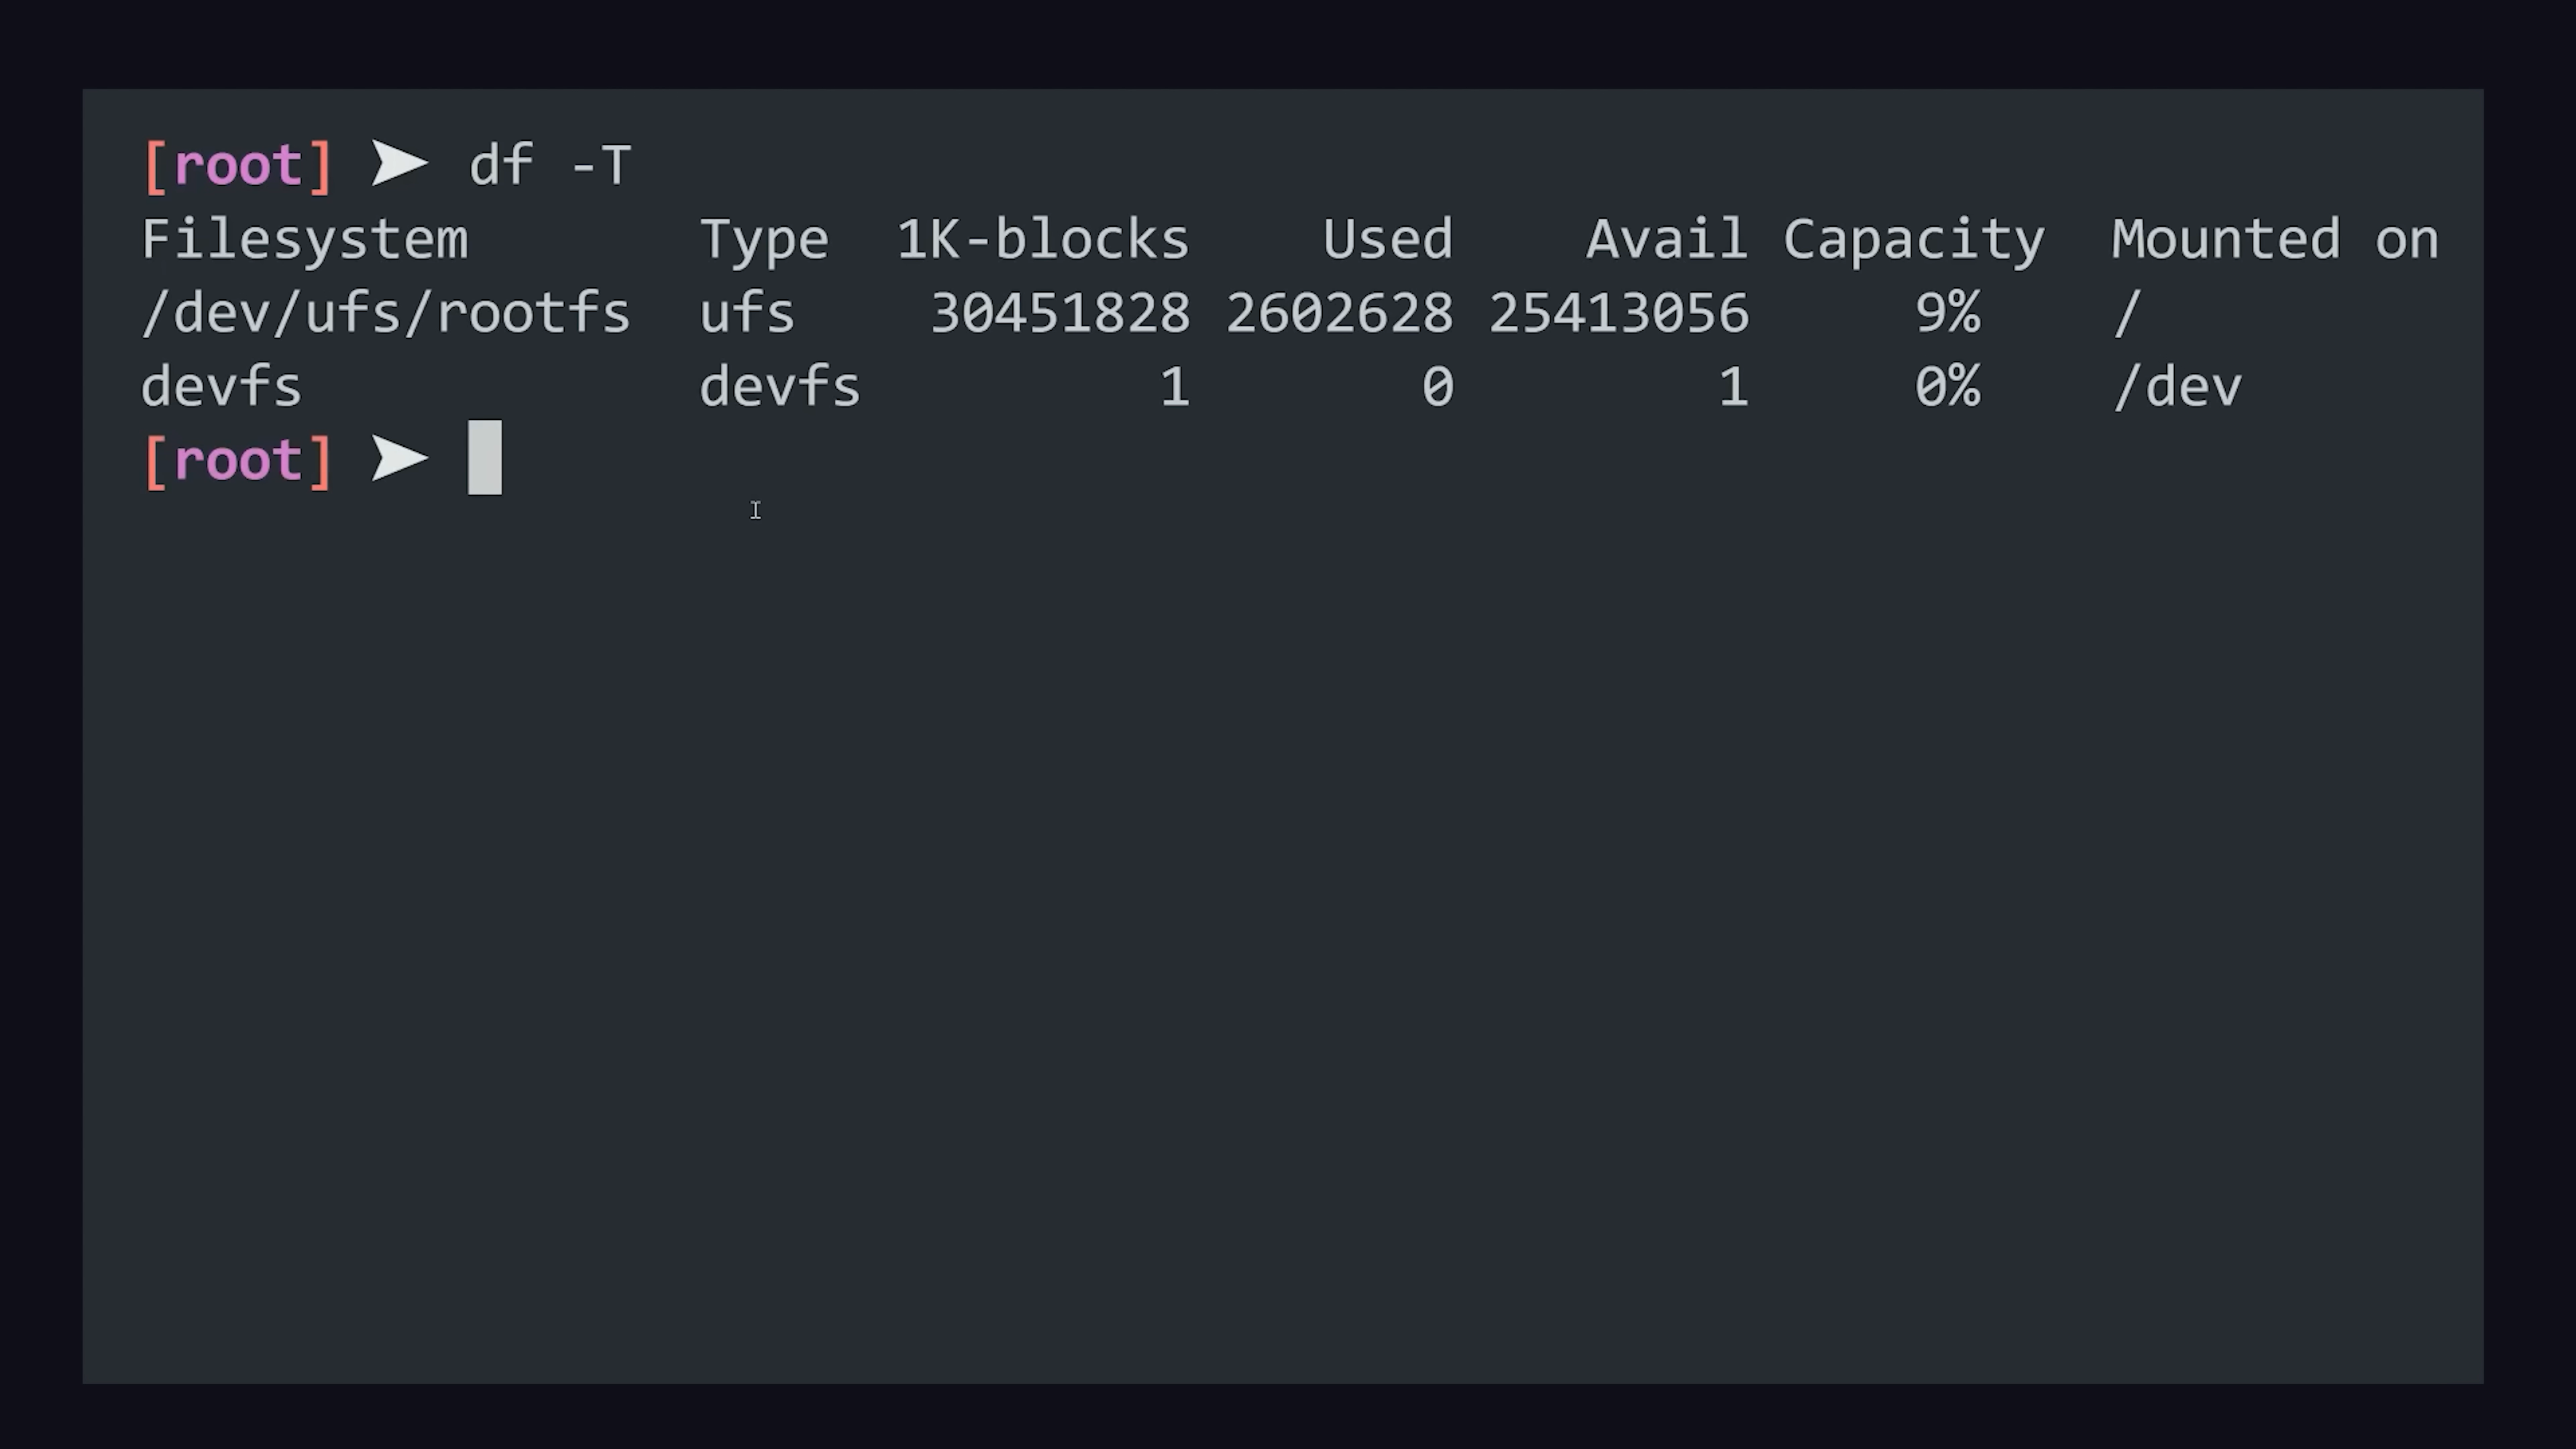 [root] ➤ df -T
Filesystem       Type  1K-blocks    Used    Avail Capacity  Mounted on
/dev/ufs/rootfs  ufs    30451828 2602628 25413056     9%    /
devfs            devfs         1       0        1     0%    /dev
[root] ➤